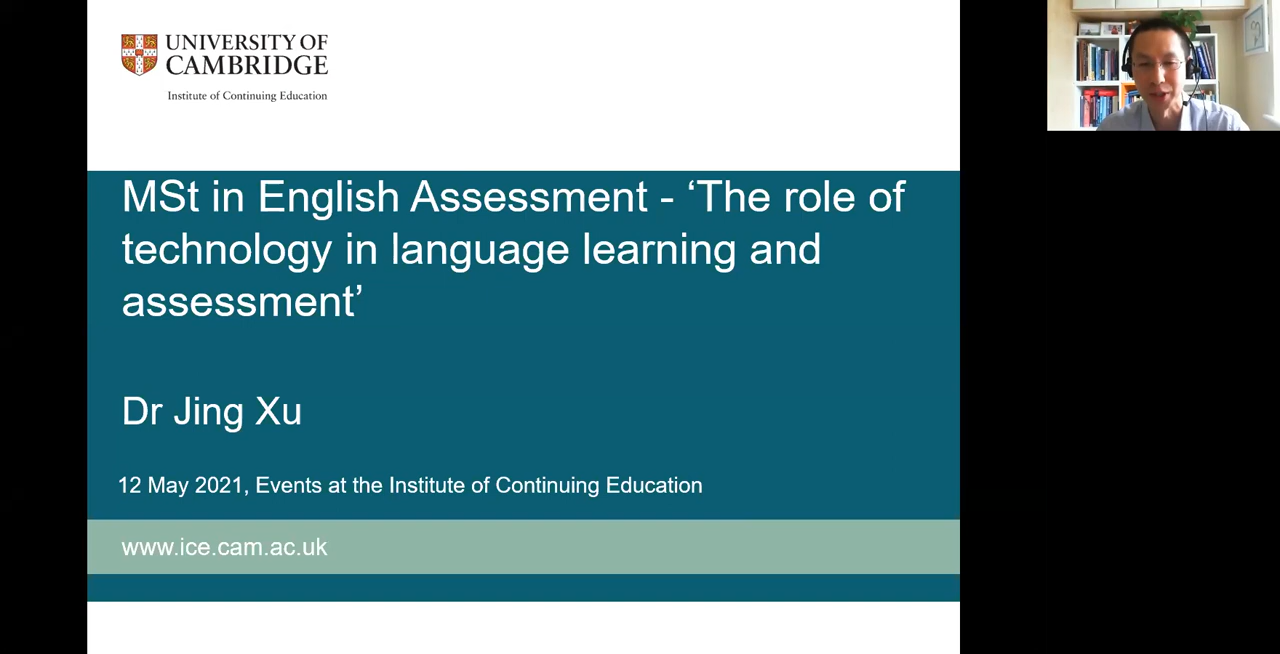 UNIVERSITY OF
CAMBRIDGE
Institute of Continuing Education
MSt in English Assessment - ‘The role of
technology in language learning and
assessment’
Dr Jing Xu
12 May 2021, Events at the Institute of Continuing Education
www.ice.cam.ac.uk